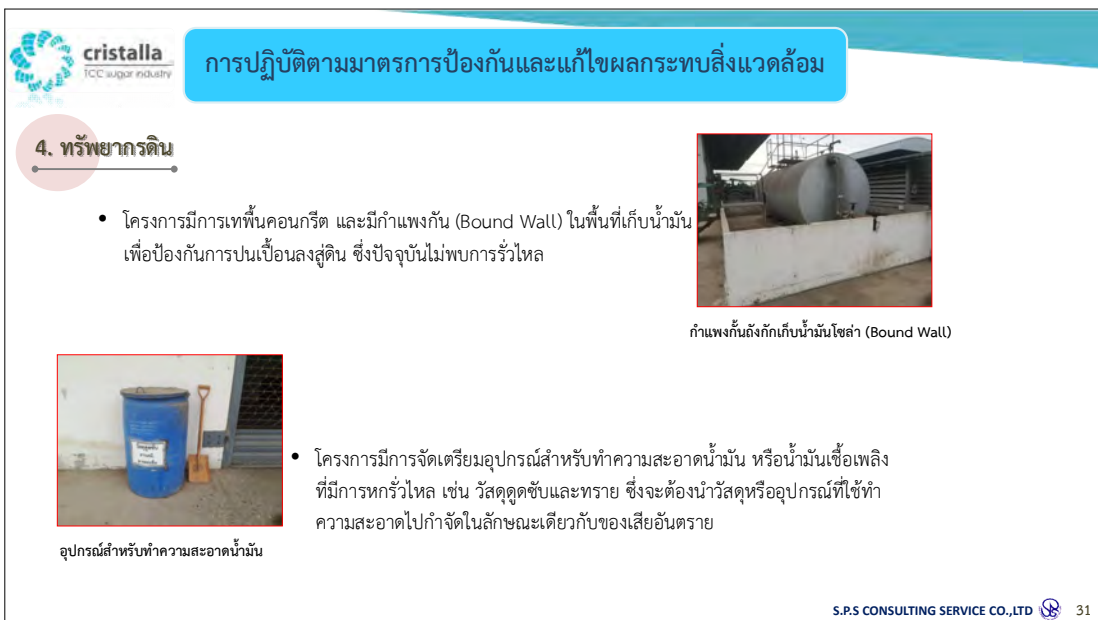 cristalla
TCC sugar industry
การปฏิบัติตามมาตรการป้องกันและแก้ไขผลกระทบสิ่งแวดล้อม
4. ทรัพยากรดิน
• โครงการมีการเทพื้นคอนกรีต และมีกำแพงกัน (Bound Wall) ในพื้นที่เก็บน้ำมัน
เพื่อป้องกันการปนเปื้อนลงสู่ดิน ซึ่งปัจจุบันไม่พบการรั่วไหล
กำแพงกั้นถังกักเก็บน้ำมันโซล่า (Bound Wall)
• โครงการมีการจัดเตรียมอุปกรณ์สำหรับทำความสะอาดน้ำมัน หรือน้ำมันเชื้อเพลิง
ที่มีการหกรั่วไหล เช่น วัสดุดูดซับและทราย ซึ่งจะต้องนำวัสดุหรืออุปกรณ์ที่ใช้ทำ
ความสะอาดไปกำจัดในลักษณะเดียวกับของเสียอันตราย
อุปกรณ์สำหรับทำความสะอาดน้ำมัน
S.P.S CONSULTING SERVICE CO.,LTD 31